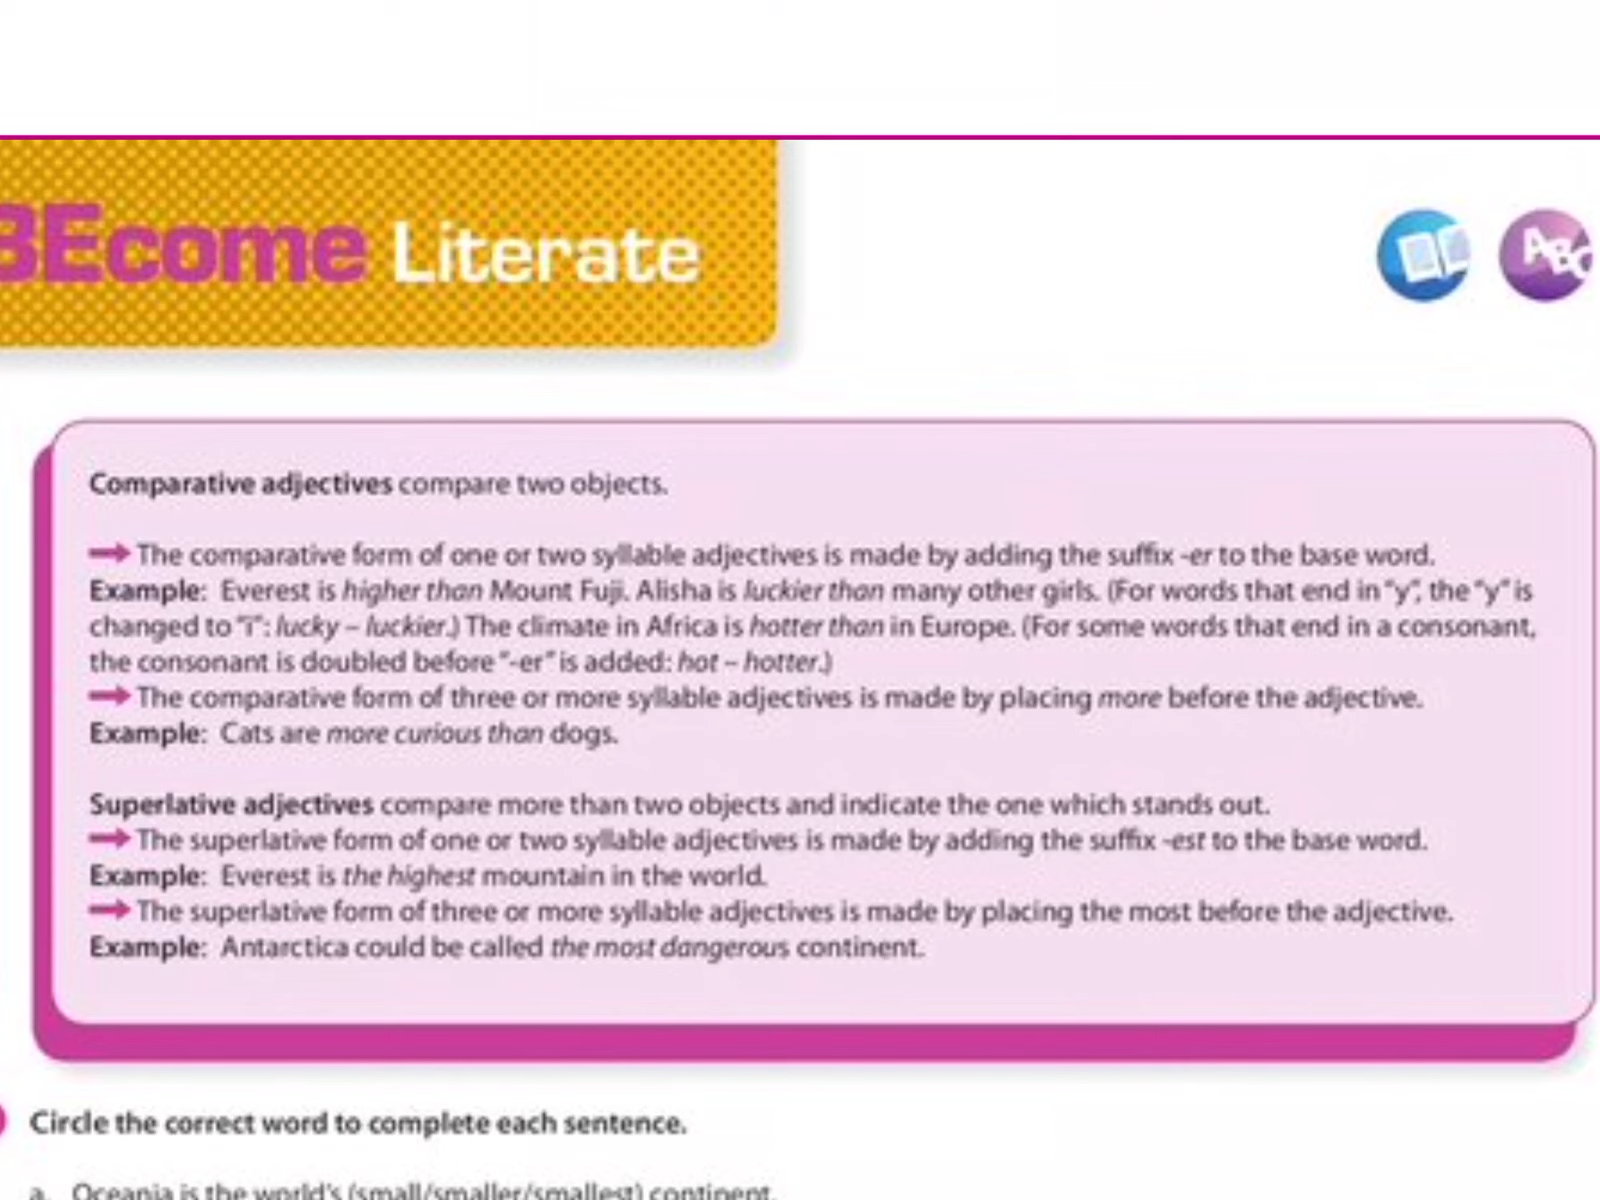 BEcome Literate
ABC
Comparative adjectives compare two objects.
The comparative form of one or two syllable adjectives is made by adding the suffix -er to the base word.
Example: Everest is higher than Mount Fuji. Alisha is luckier than many other girls. (For words that end in "y", the "y" is
changed to "i": lucky – luckier.) The climate in Africa is hotter than in Europe. (For some words that end in a consonant,
the consonant is doubled before "-er" is added: hot – hotter.)
The comparative form of three or more syllable adjectives is made by placing more before the adjective.
Example: Cats are more curious than dogs.
Superlative adjectives compare more than two objects and indicate the one which stands out.
The superlative form of one or two syllable adjectives is made by adding the suffix -est to the base word.
Example: Everest is the highest mountain in the world.
The superlative form of three or more syllable adjectives is made by placing the most before the adjective.
Example: Antarctica could be called the most dangerous continent.
Circle the correct word to complete each sentence.
a. Oceania is the world's (small/smaller/smallest) continent.